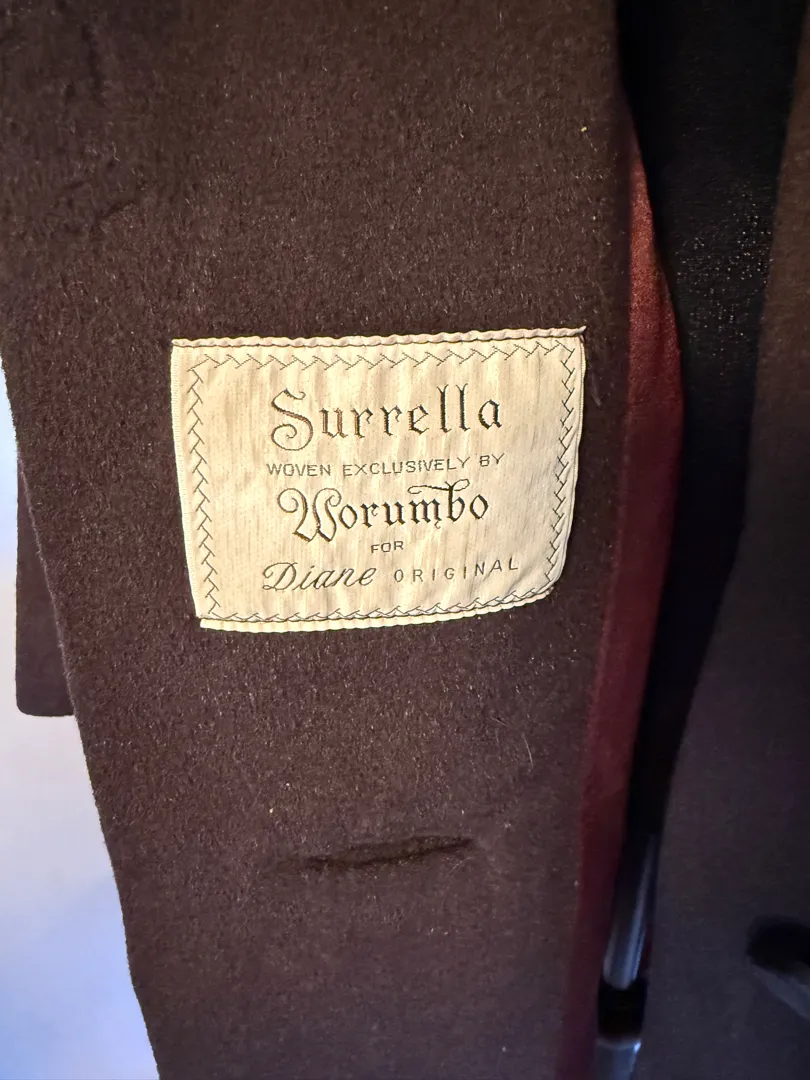 Surrella
WOVEN EXCLUSIVELY BY
Worumbo
FOR
Diane ORIGINAL